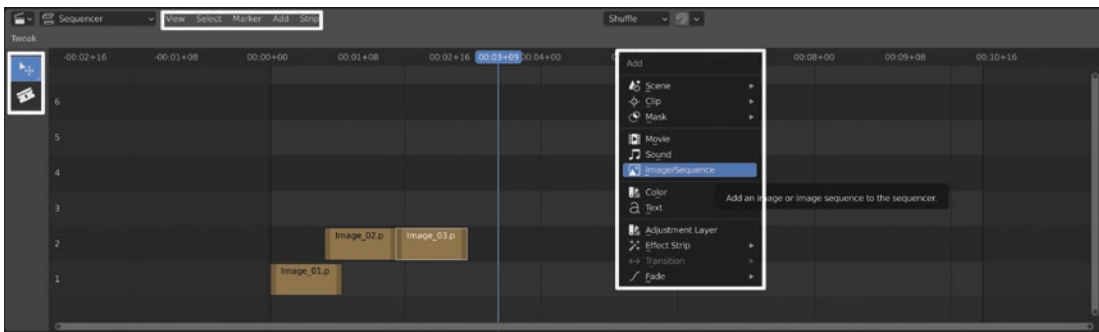 Sequencer View Select Marker Add Strip Shuffle
Tweak
-00:02+16 -00:01+08 00:00+00 00:01+08 00:02+16 00:03+09 00:04+00 00:08+00 00:09+08 00:10+16
Add
Scene
Clip
Mask
Movie
Sound
Image/Sequence
Color
Text
Adjustment Layer
Effect Strip
Transition
Fade
Add an image or image sequence to the sequencer.
6
5
4
3
2 Image_02.p Image_03.p
1 Image_01.p